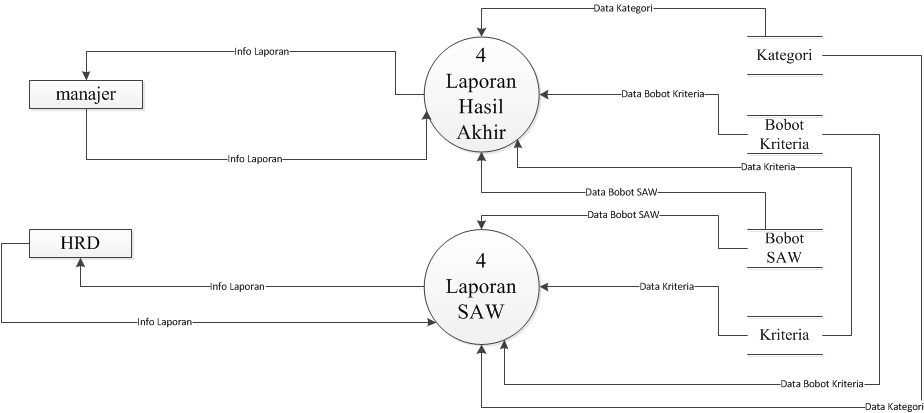 Data Kategori
4
Laporan
Hasil
Akhir
Info Laporan
manajer
Info Laporan
Kategori
Data Bobot Kriteria
Bobot
Kriteria
Data Kriteria
Data Bobot SAW
Data Bobot SAW
Bobot
SAW
HRD
4
Laporan
SAW
Info Laporan
Info Laporan
Data Kriteria
Kriteria
Data Bobot Kriteria
Data Kategori